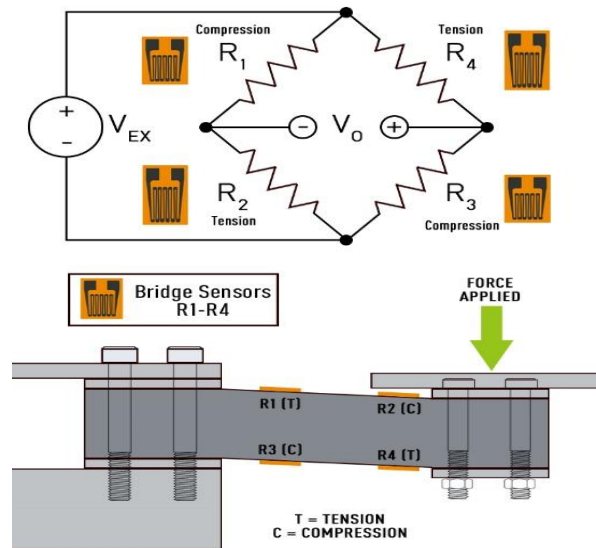 Compression
R1
Tension
R4
+
-
VEX
-
VO
+
R2
Tension
R3
Compression
Bridge Sensors
R1-R4
FORCE
APPLIED
R1 (T)
R2 (C)
R3 (C)
R4 (T)
T = TENSION
C = COMPRESSION